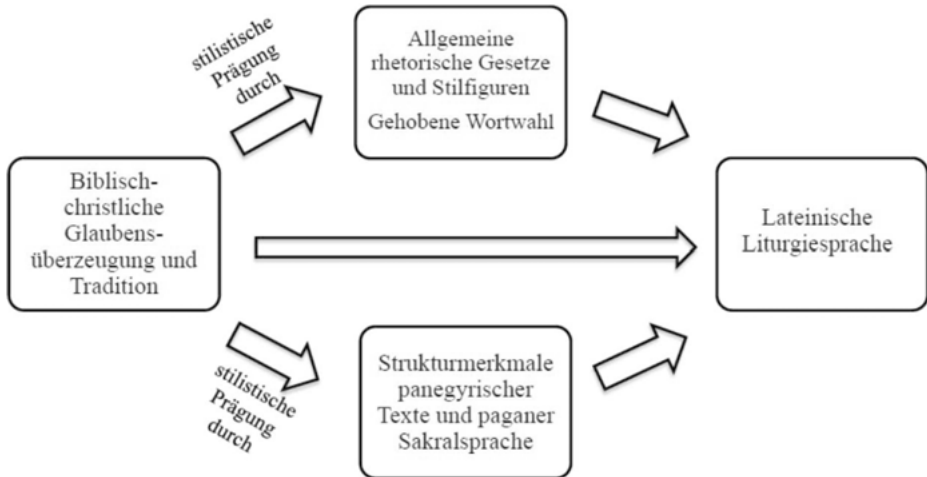 stilistische
Prägung
durch
Allgemeine
rhetorische Gesetze
und Stilfiguren
Gehobene Wortwahl
Biblisch-
christliche
Glaubens-
überzeugung und
Tradition
Lateinische
Liturgiesprache
stilistische
Prägung
durch
Strukturmerkmale
panegyrischer
Texte und paganer
Sakralsprache